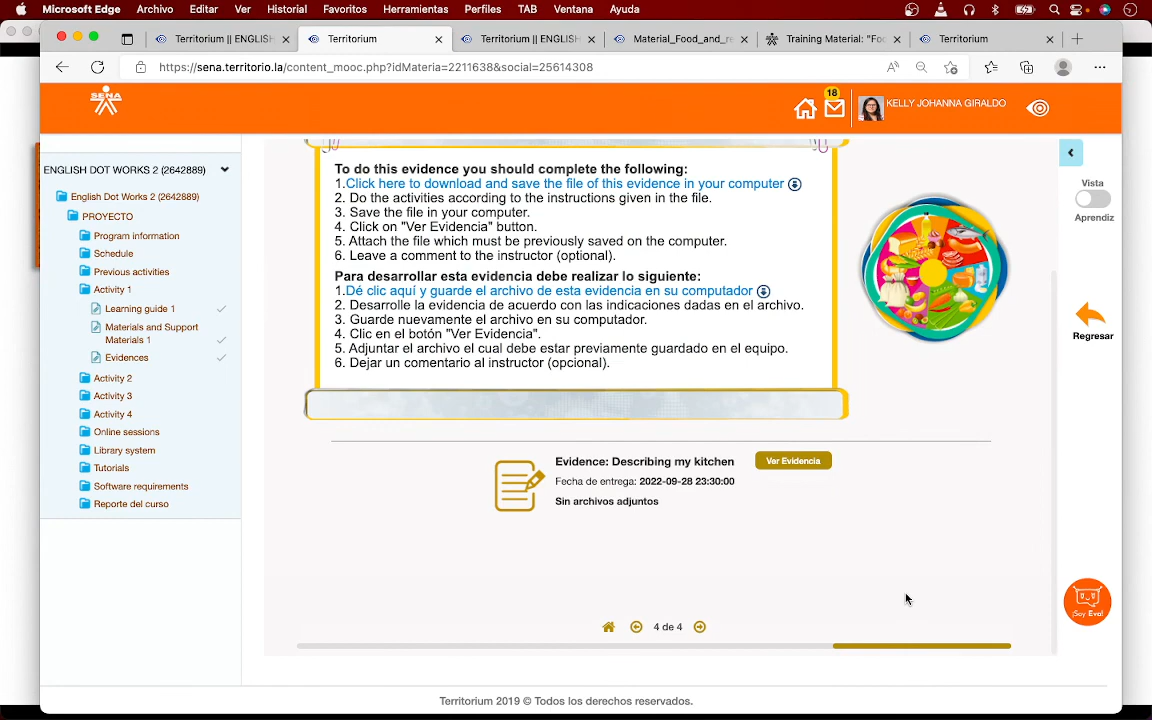 Microsoft Edge Archivo Editar Ver Historial Favoritos Herramientas Perfiles TAB Ventana Ayuda
Territorium || ENGLISH Territorium Territorium || ENGLISH Material_Food_and_re Training Material: "Foo Territorium
https://sena.territorio.la/content_mooc.php?idMateria=2211638&social=25614308
SENA
18
KELLY JOHANNA GIRALDO
ENGLISH DOT WORKS 2 (2642889)
English Dot Works 2 (2642889)
PROYECTO
Program information
Schedule
Previous activities
Activity 1
Learning guide 1
Materials and Support
Materials 1
Evidences
Activity 2
Activity 3
Activity 4
Online sessions
Library system
Tutorials
Software requirements
Reporte del curso
To do this evidence you should complete the following:
1.Click here to download and save the file of this evidence in your computer
2. Do the activities according to the instructions given in the file.
3. Save the file in your computer.
4. Click on "Ver Evidencia" button.
5. Attach the file which must be previously saved on the computer.
6. Leave a comment to the instructor (optional).
Para desarrollar esta evidencia debe realizar lo siguiente:
1.Dé clic aquí y guarde el archivo de esta evidencia en su computador
2. Desarrolle la evidencia de acuerdo con las indicaciones dadas en el archivo.
3. Guarde nuevamente el archivo en su computador.
4. Clic en el botón "Ver Evidencia".
5. Adjuntar el archivo el cual debe estar previamente guardado en el equipo.
6. Dejar un comentario al instructor (opcional).
Evidence: Describing my kitchen
Ver Evidencia
Fecha de entrega: 2022-09-28 23:30:00
Sin archivos adjuntos
4 de 4
Vista
Aprendiz
Regresar
¡Soy Eva!
Territorium 2019 © Todos los derechos reservados.